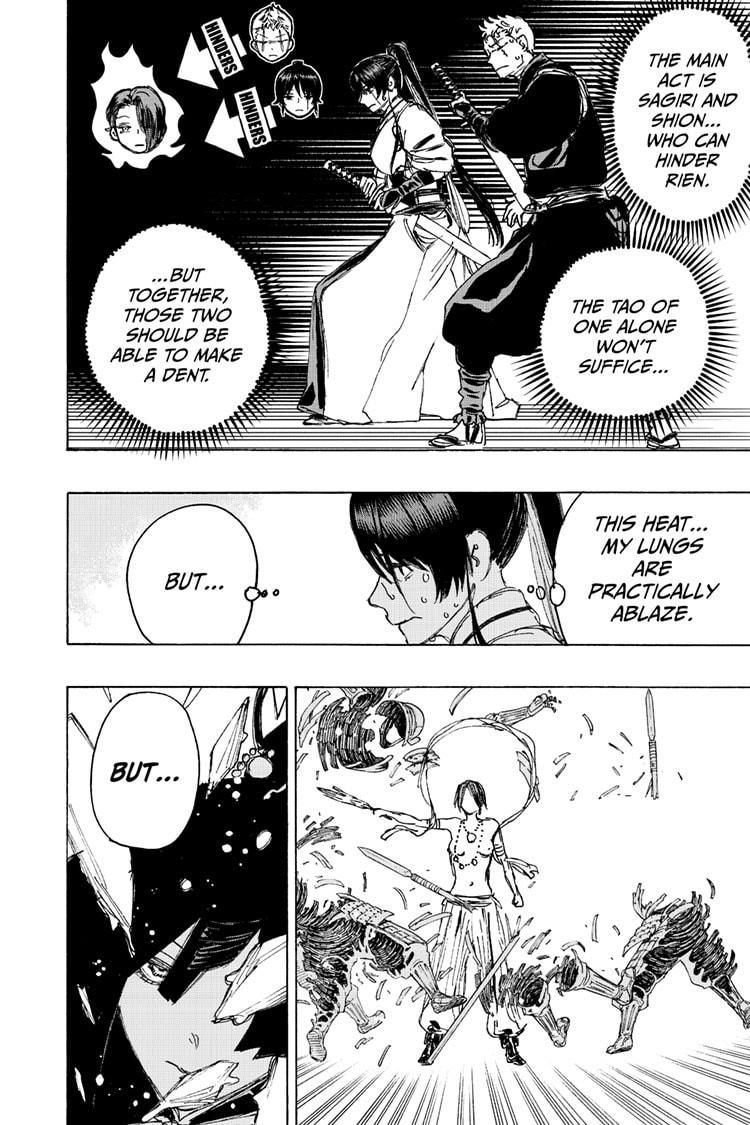 THE MAIN
ACT IS
SAGIRI AND
SHION...
WHO CAN
HINDER
RIEN.
HINDERS
HINDERS
THE TAO OF
ONE ALONE
WON'T
SUFFICE...
...BUT
TOGETHER,
THOSE TWO
SHOULD BE
ABLE TO MAKE
A DENT.
THIS HEAT...
MY LUNGS
ARE
PRACTICALLY
ABLAZE.
BUT...
BUT...